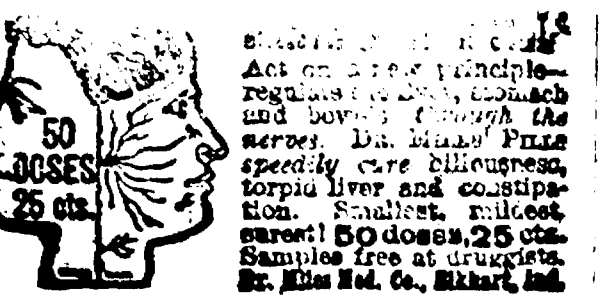 50
DOSES
25 cts.
Act on a new principle—
regulate the liver, stomach
and bowels through the
nerves. DR. MILES' PILLS
speedily cure biliousness,
torpid liver and constipa-
tion. Smallest, mildest,
surest! 50 doses, 25 cts.
Samples free at druggists.
Dr. Miles Med. Co., Elkhart, Ind.